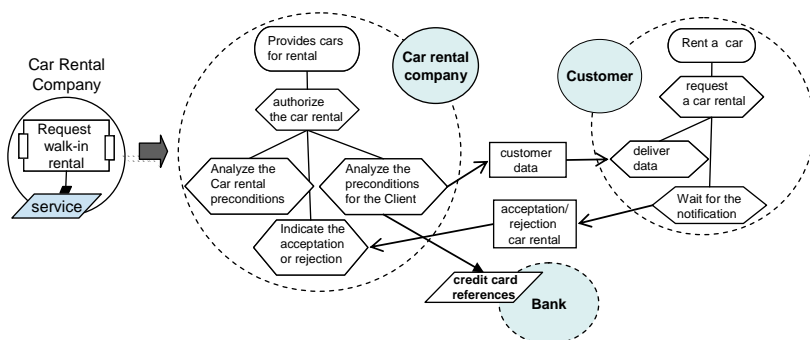 Car Rental
Company
Request
walk-in
rental
service
Provides cars
for rental
Car rental
company
authorize
the car rental
Analyze the
Car rental
preconditions
Analyze the
preconditions
for the Client
Indicate the
acceptation
or rejection
customer
data
acceptation/
rejection
car rental
credit card
references
Bank
Customer
Rent a car
request
a car rental
deliver
data
Wait for the
notification